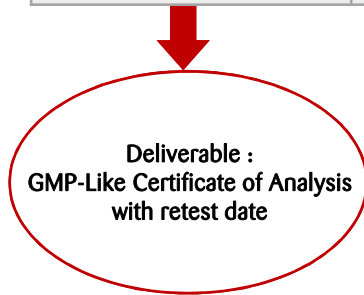 Deliverable :
GMP-Like Certificate of Analysis
with retest date